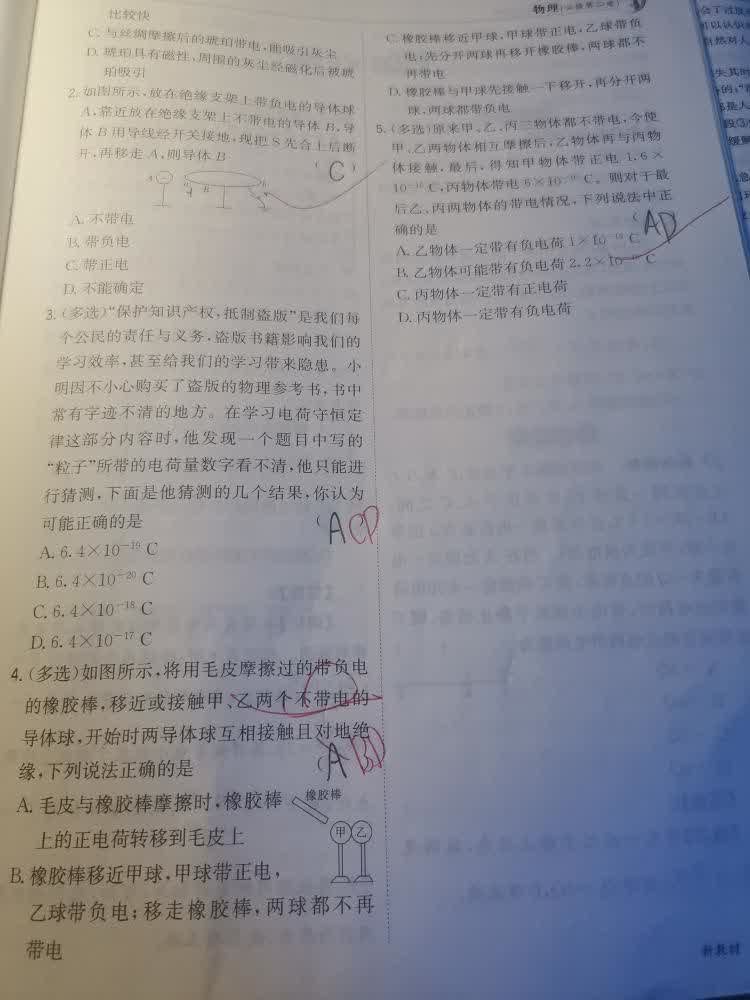 物理
比较快
C. 与丝绸摩擦后的琥珀带电,能吸引灰尘
D. 琥珀具有磁性,周围的灰尘经磁化后被琥
珀吸引
2. 如图所示,放在绝缘支架上带负电的导体球
A,靠近放在绝缘支架上不带电的导体 B,导
体 B 用导线经开关接地,现把 S 先合上后断
开,再移走 A,则导体 B
( C )
A
B
A. 不带电
B. 带负电
C. 带正电
D. 不能确定
3. (多选)“保护知识产权,抵制盗版”是我们每
个公民的责任与义务,盗版书籍影响我们的
学习效率,甚至给我们的学习带来隐患。小
明因不小心购买了盗版的物理参考书,书中
常有字迹不清的地方。在学习电荷守恒定
律这部分内容时,他发现一个题目中写的
“粒子”所带的电荷量数字看不清,他只能进
行猜测,下面是他猜测的几个结果,你认为
可能正确的是
( ACD
A. 6.4×10⁻¹⁹ C
B. 6.4×10⁻²⁰ C
C. 6.4×10⁻¹⁸ C
D. 6.4×10⁻¹⁷ C
4. (多选)如图所示,将用毛皮摩擦过的带负电
的橡胶棒,移近或接触甲、乙两个不带电的
导体球,开始时两导体球互相接触且对地绝
缘,下列说法正确的是
( ABD
A. 毛皮与橡胶棒摩擦时,橡胶棒
上的正电荷转移到毛皮上
橡胶棒
甲 乙
B. 橡胶棒移近甲球,甲球带正电,
乙球带负电;移走橡胶棒,两球都不再
带电
C. 橡胶棒移近甲球,甲球带正电,乙球带负
电;先分开两球再移开橡胶棒,两球都不
再带电
D. 橡胶棒与甲球先接触一下移开,再分开两
球,两球都带负电
5. (多选)原来甲、乙、丙三物体都不带电,今使
甲、乙两物体相互摩擦后,乙物体再与丙物
体接触,最后,得知甲物体带正电 1.6×
C,丙物体带电 8×10 C。则对于最
后乙、丙两物体的带电情况,下列说法中正
确的是
( AD
A. 乙物体一定带有负电荷 C
B. 乙物体可能带有负电荷 2.2× C
C. 丙物体一定带有正电荷
D. 丙物体一定带有负电荷
新教材